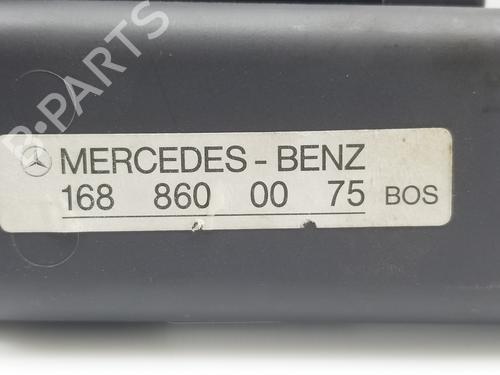 B-PARTS
MERCEDES-BENZ
168 860 00 75 BOS